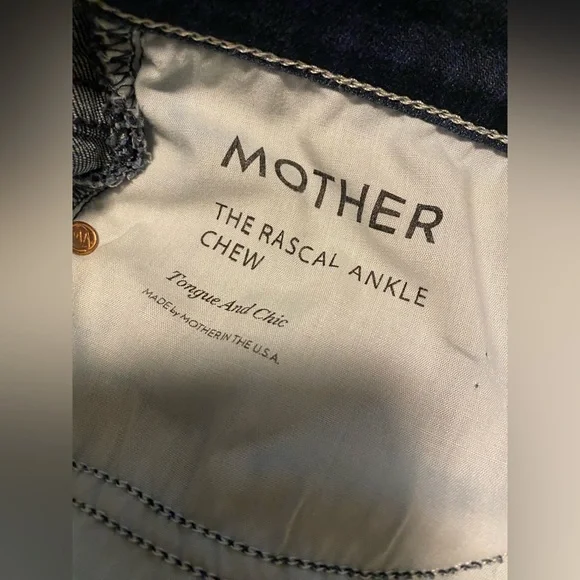 MOTHER
THE RASCAL ANKLE
CHEW
Tongue And Chic
MADE by MOTHER IN THE U.S.A.